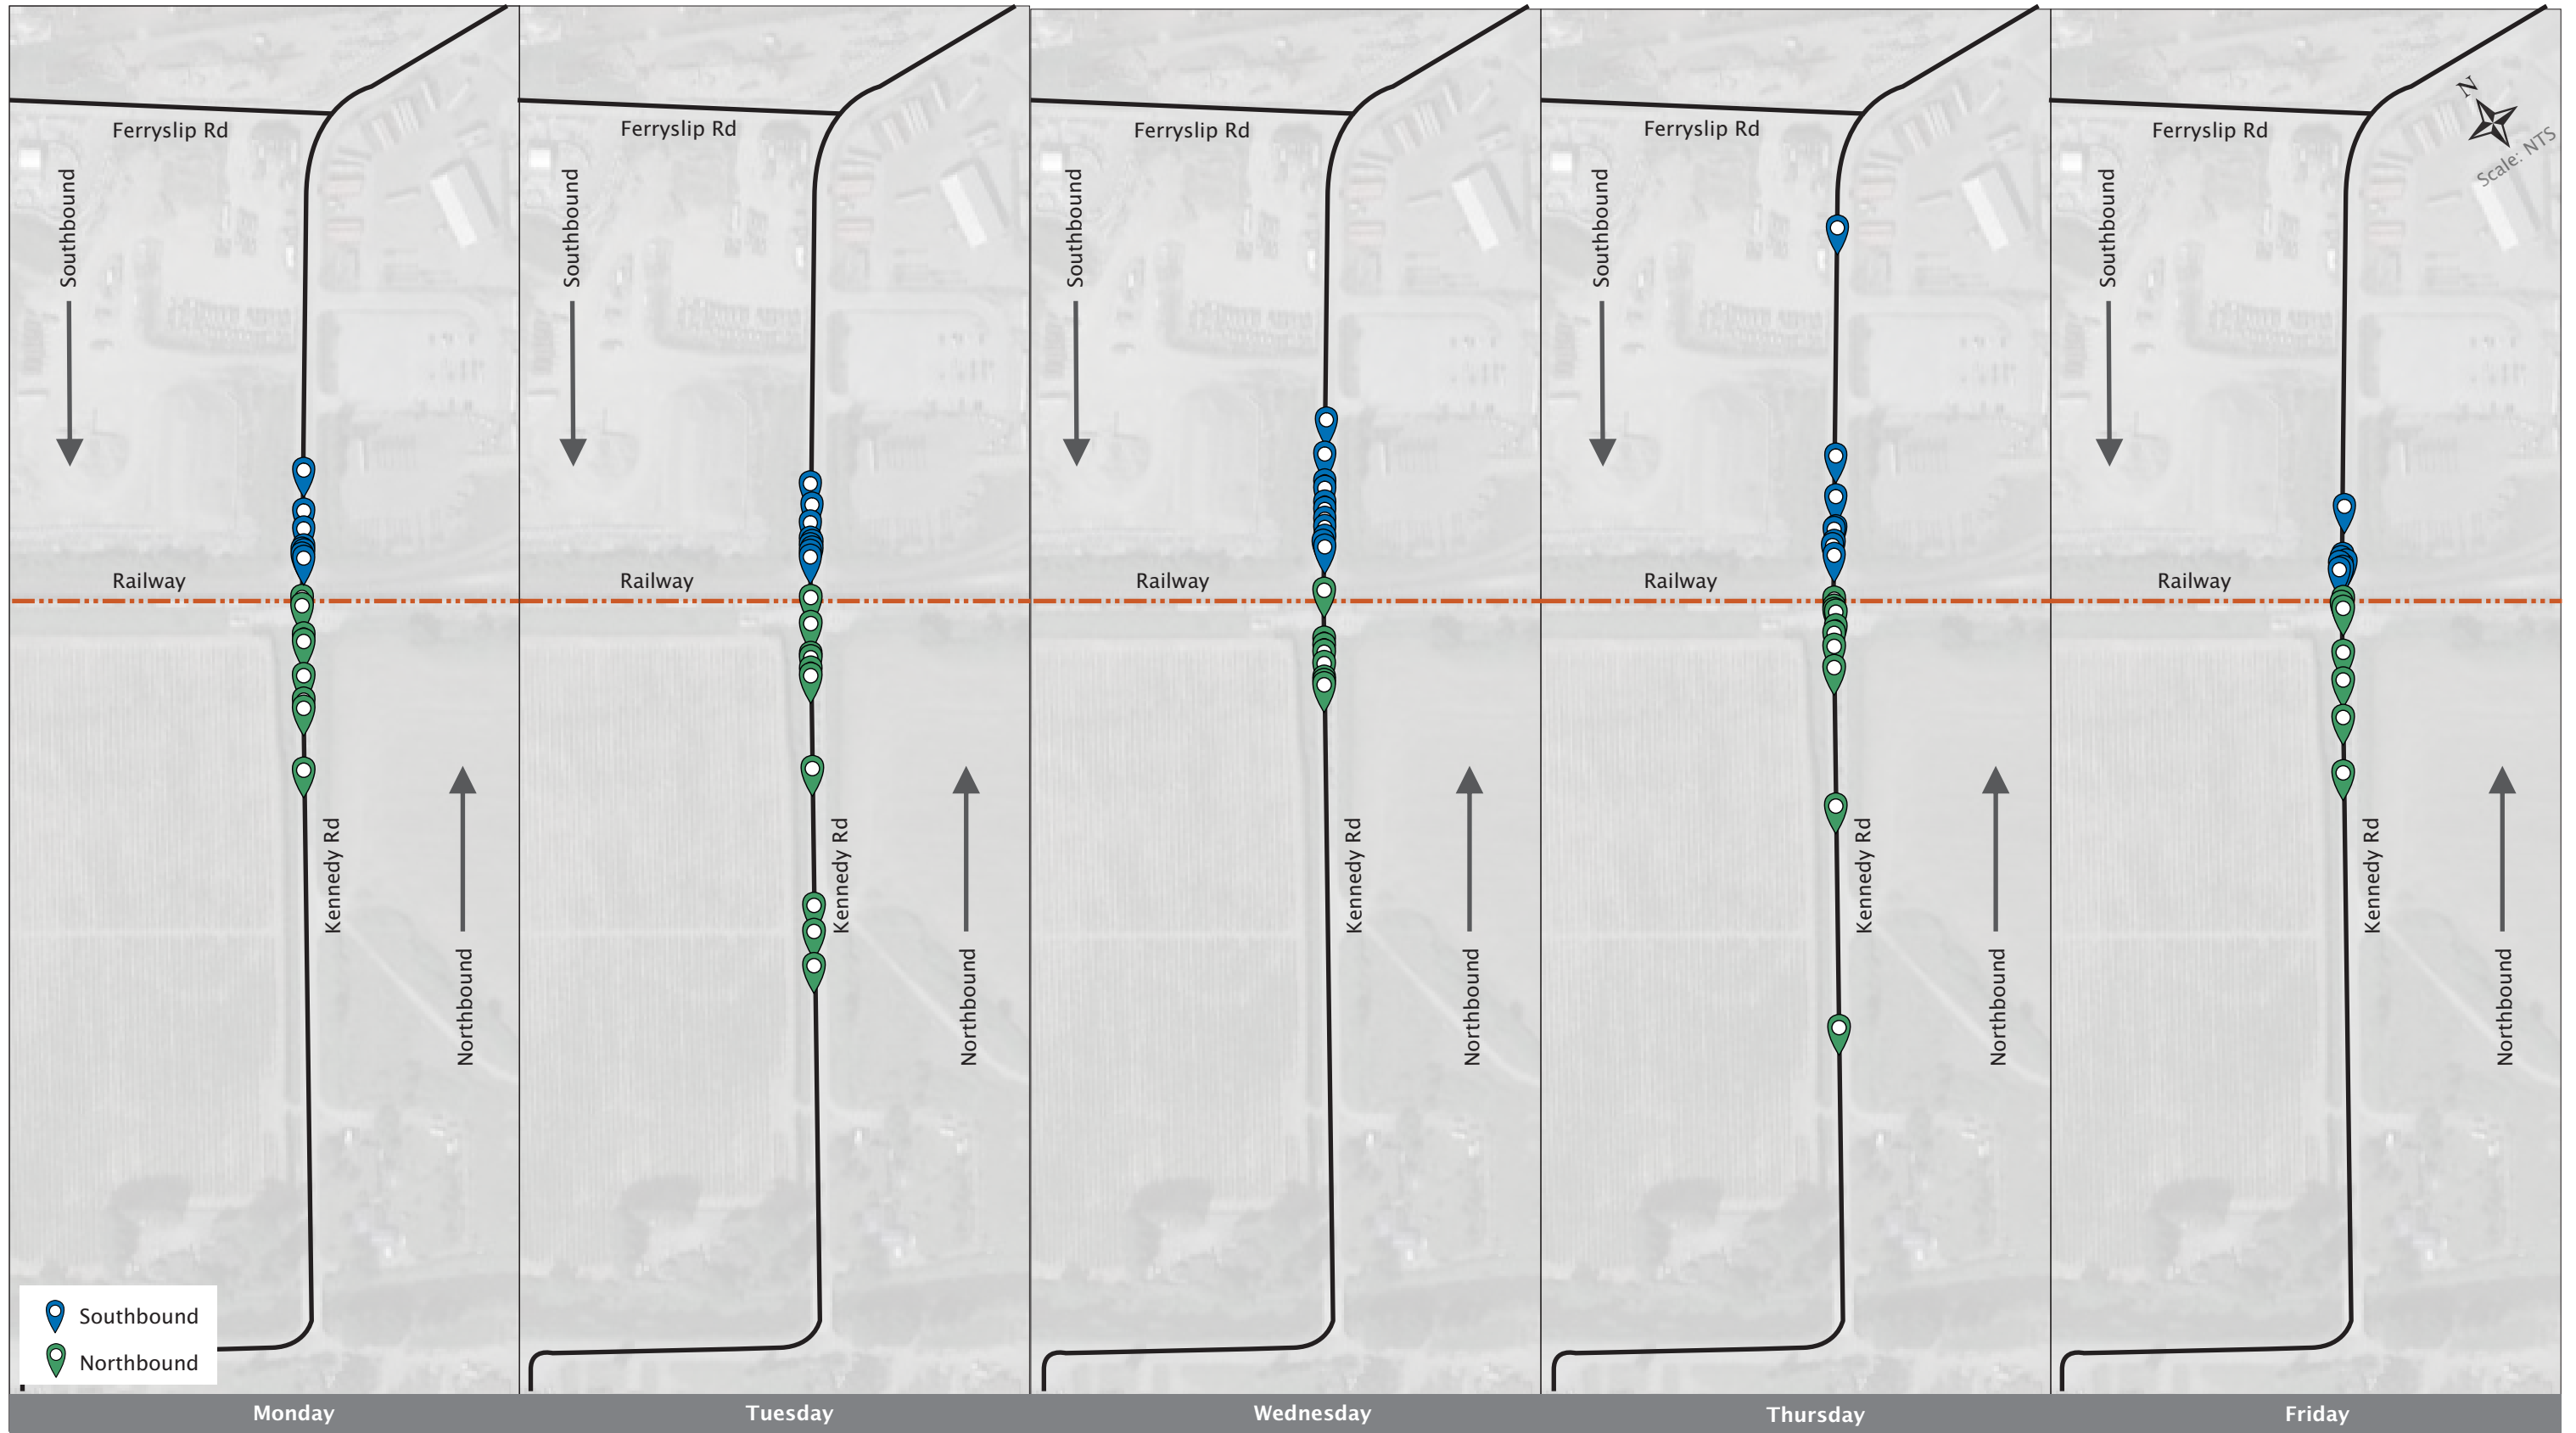 Ferryslip Rd
Southbound
Railway
Kennedy Rd
Northbound
Southbound
Northbound
Monday
Ferryslip Rd
Southbound
Railway
Kennedy Rd
Northbound
Tuesday
Ferryslip Rd
Southbound
Railway
Kennedy Rd
Northbound
Wednesday
Ferryslip Rd
Southbound
Railway
Kennedy Rd
Northbound
Thursday
N
Scale: NTS
Ferryslip Rd
Southbound
Railway
Kennedy Rd
Northbound
Friday